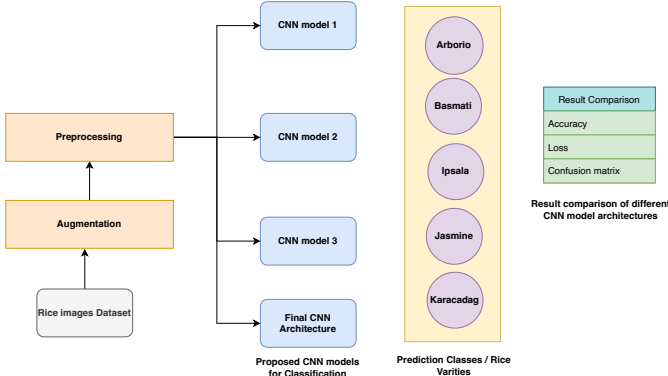 Rice images Dataset
Augmentation
Preprocessing
CNN model 1
CNN model 2
CNN model 3
Final CNN
Architecture
Proposed CNN models
for Classification
Arborio
Basmati
Ipsala
Jasmine
Karacadag
Prediction Classes / Rice
Varities
Result Comparison
Accuracy
Loss
Confusion matrix
Result comparison of different
CNN model architectures